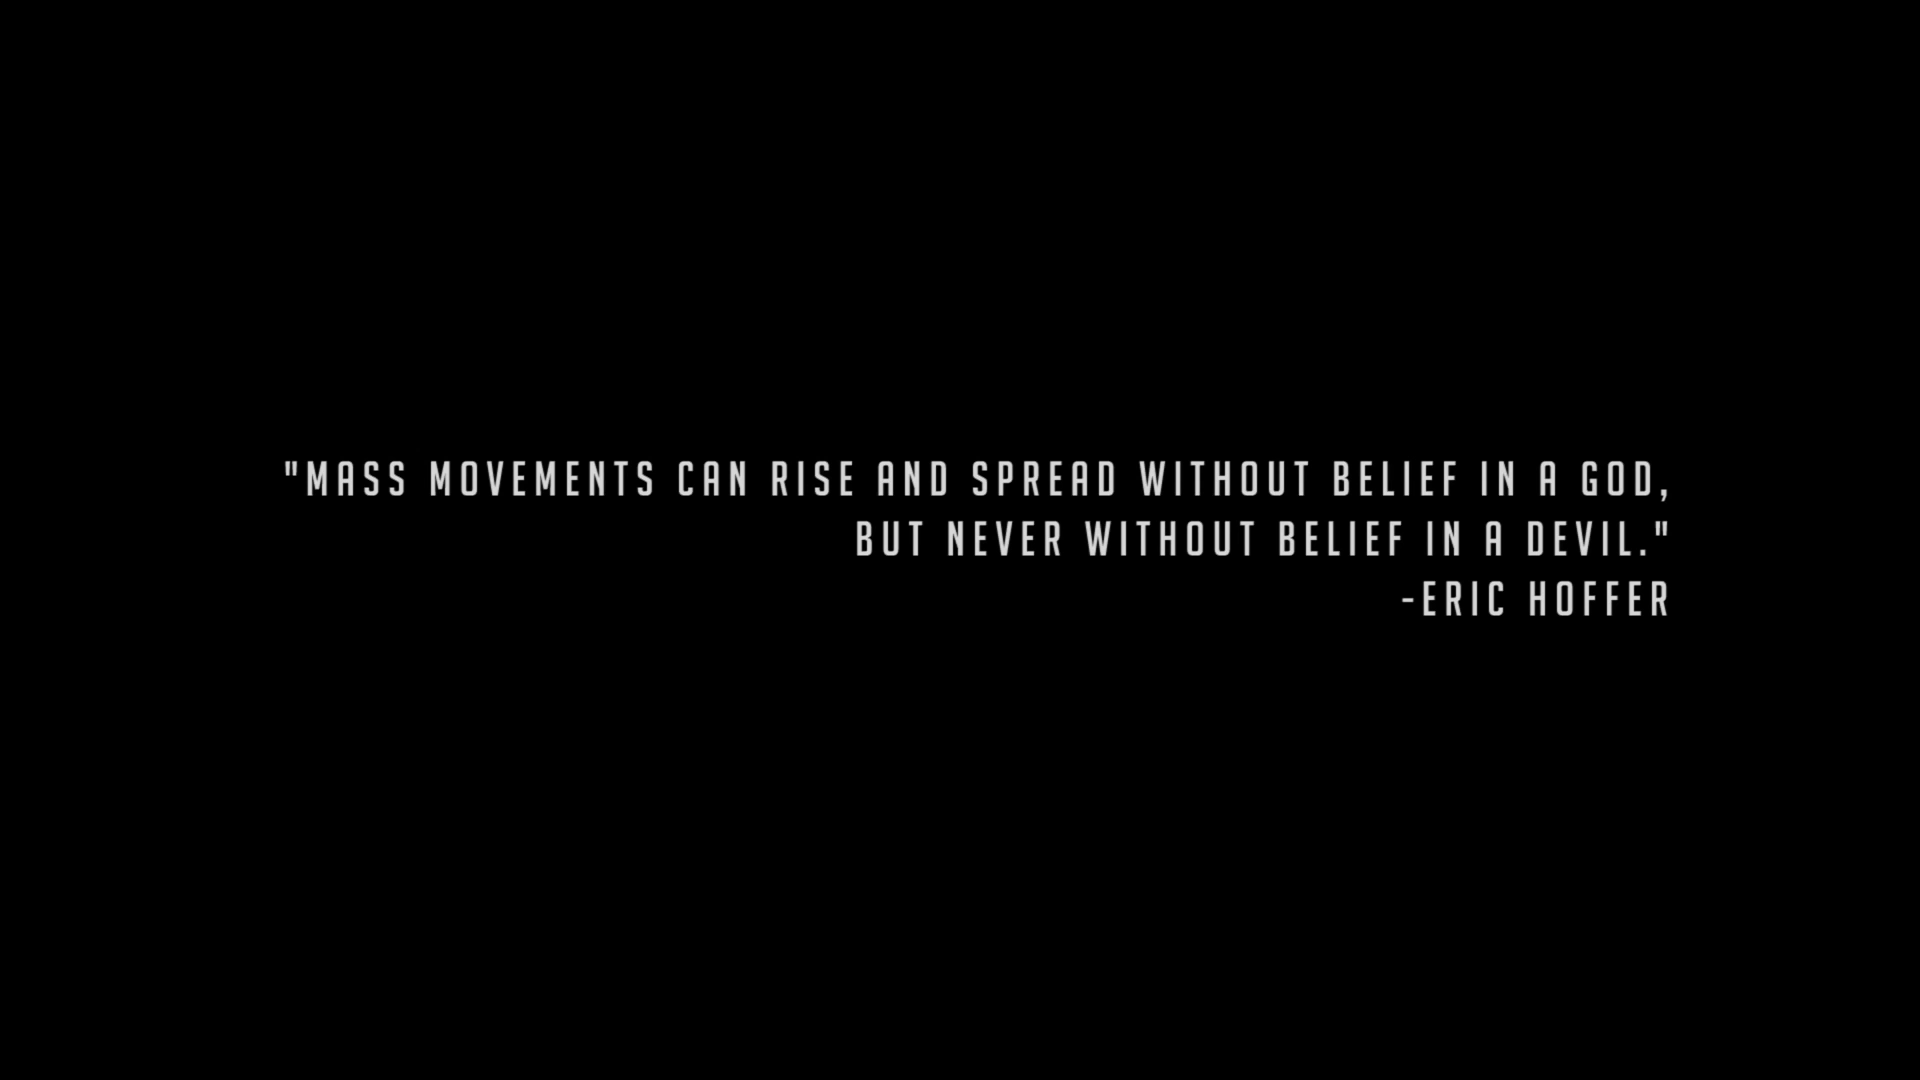 "MASS MOVEMENTS CAN RISE AND SPREAD WITHOUT BELIEF IN A GOD,
BUT NEVER WITHOUT BELIEF IN A DEVIL."
-ERIC HOFFER